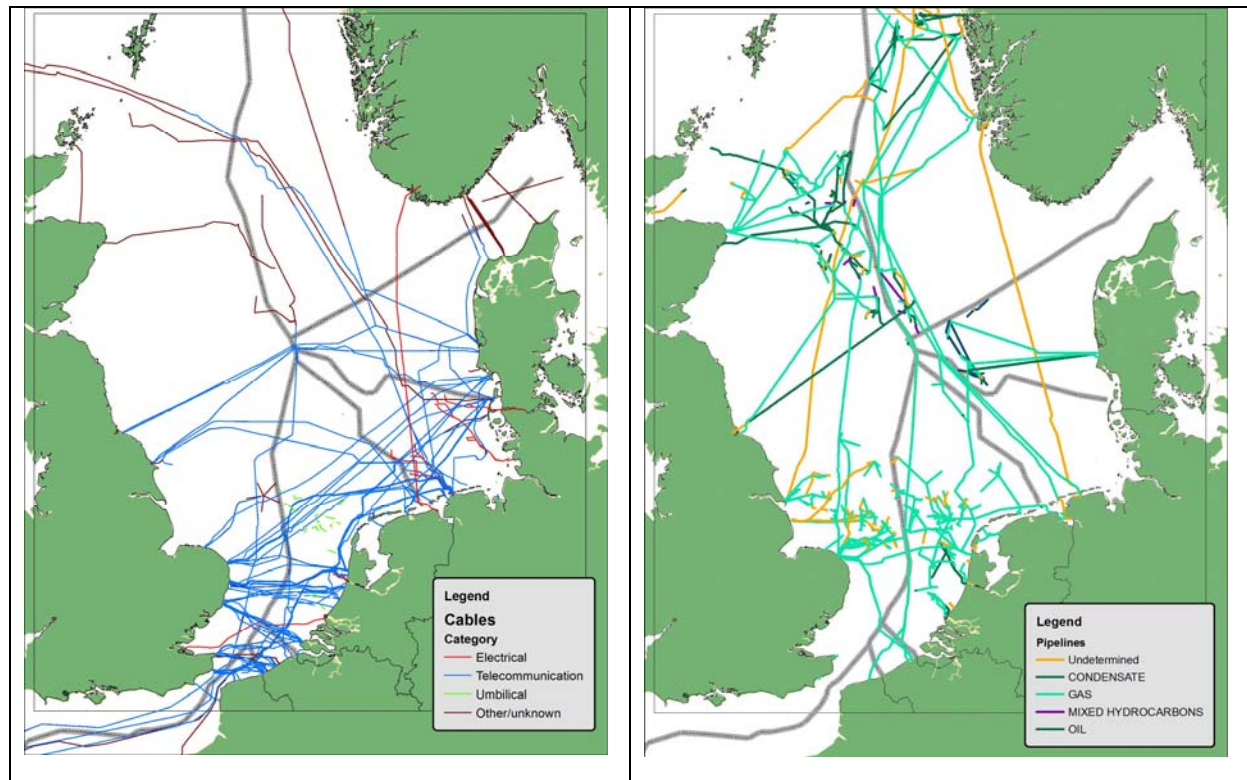 Legend
Cables
Category
Electrical
Telecommunication
Umbilical
Other/unknown
Legend
Pipelines
Undetermined
CONDENSATE
GAS
MIXED HYDROCARBONS
OIL